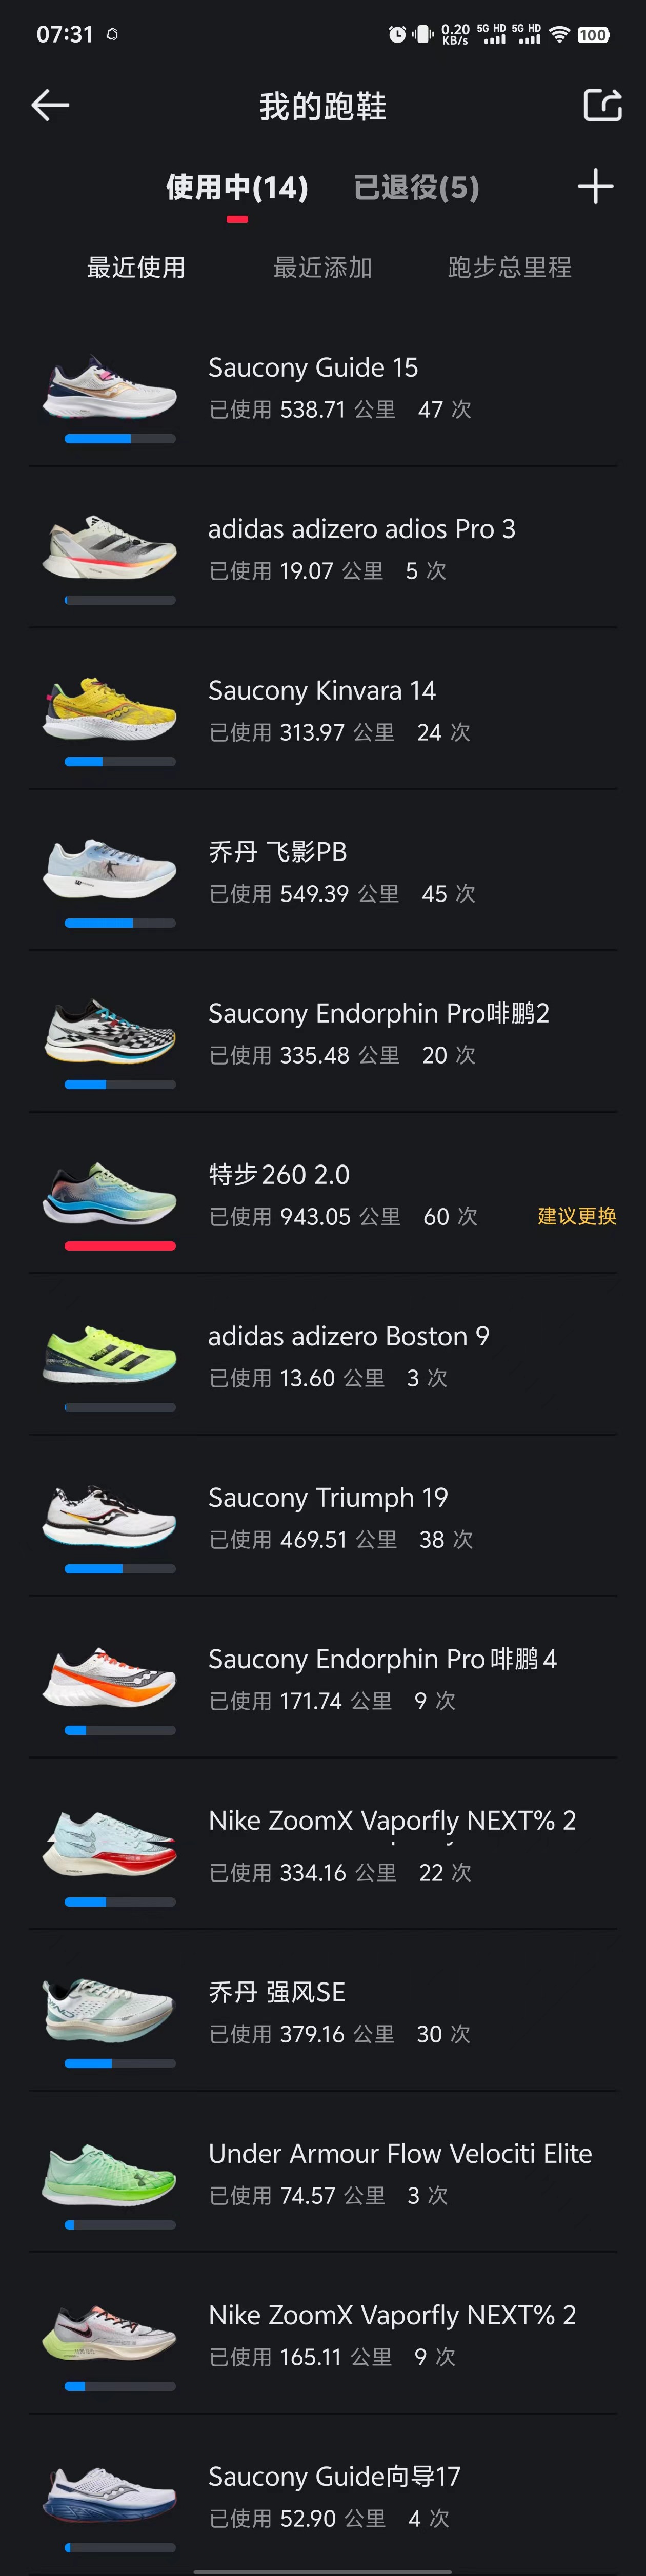 07:31 0.20 KB/s 5G HD 5G HD 100
我的跑鞋
使用中(14) 已退役(5)
最近使用 最近添加 跑步总里程
Saucony Guide 15
已使用 538.71 公里 47 次
adidas adizero adios Pro 3
已使用 19.07 公里 5 次
Saucony Kinvara 14
已使用 313.97 公里 24 次
乔丹 飞影PB
已使用 549.39 公里 45 次
Saucony Endorphin Pro啡鹏2
已使用 335.48 公里 20 次
特步260 2.0
已使用 943.05 公里 60 次 建议更换
adidas adizero Boston 9
已使用 13.60 公里 3 次
Saucony Triumph 19
已使用 469.51 公里 38 次
Saucony Endorphin Pro啡鹏4
已使用 171.74 公里 9 次
Nike ZoomX Vaporfly NEXT% 2
已使用 334.16 公里 22 次
乔丹 强风SE
已使用 379.16 公里 30 次
Under Armour Flow Velociti Elite
已使用 74.57 公里 3 次
Nike ZoomX Vaporfly NEXT% 2
已使用 165.11 公里 9 次
Saucony Guide向导17
已使用 52.90 公里 4 次